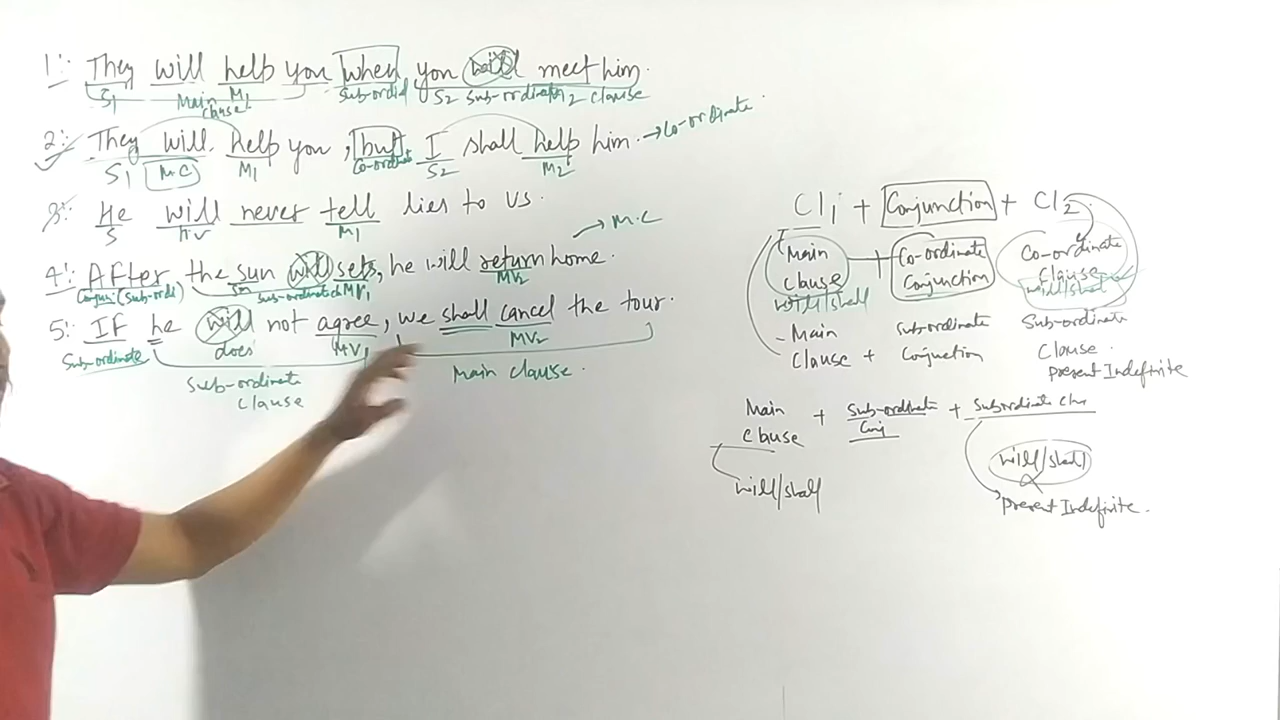 1:- They will help you when you will meet him.
S1 Main Clause M1 Sub-ordi S2 Sub-ordinate M2 Clause
2:- They will help you, but I shall help him. → Co-ordinate
S1 M.C M1 Co-ordinate S2 M2
3:- He will never tell lies to us.
S HV M1
→ M.C
4:- After the sun will sets, he will return home.
Conjun (Sub-ordi) Sub-ordinate MV1 MV2
5:- IF he will not agree, we shall cancel the tour.
Sub-ordinate does MV1 MV2
Sub-ordinate clause
Main clause.
Cl1 + Conjunction + Cl2
Main clause + Co-ordinate Conjunction Co-ordinate Clause
will/shall will/shall
- Main Clause + Sub-ordinate Conjunction Sub-ordinate Clause.
present Indefinite
Main clause + Sub-ordinate Conj + Subordinate Clau
will/shall will/shall
present Indefinite.